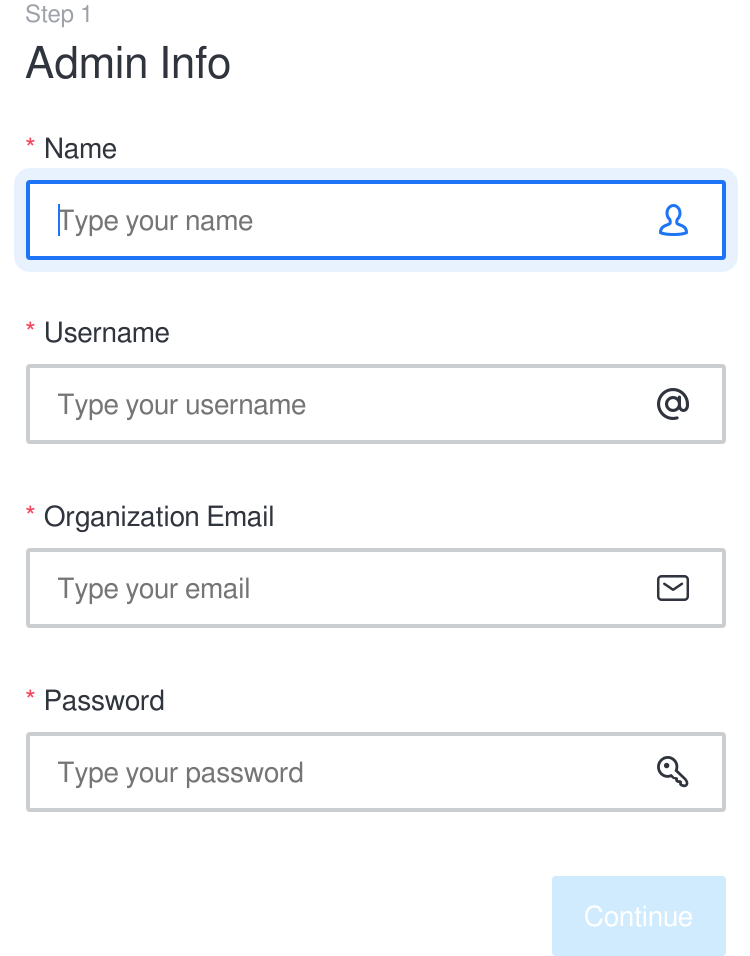 Step 1
Admin Info
* Name
Type your name
* Username
Type your username
@
* Organization Email
Type your email
* Password
Type your password
Continue